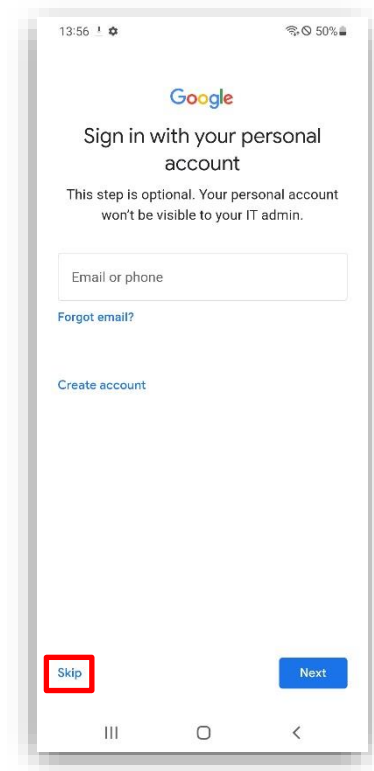 13:56 50%
Google
Sign in with your personal
account
This step is optional. Your personal account
won't be visible to your IT admin.
Email or phone
Forgot email?
Create account
Skip Next